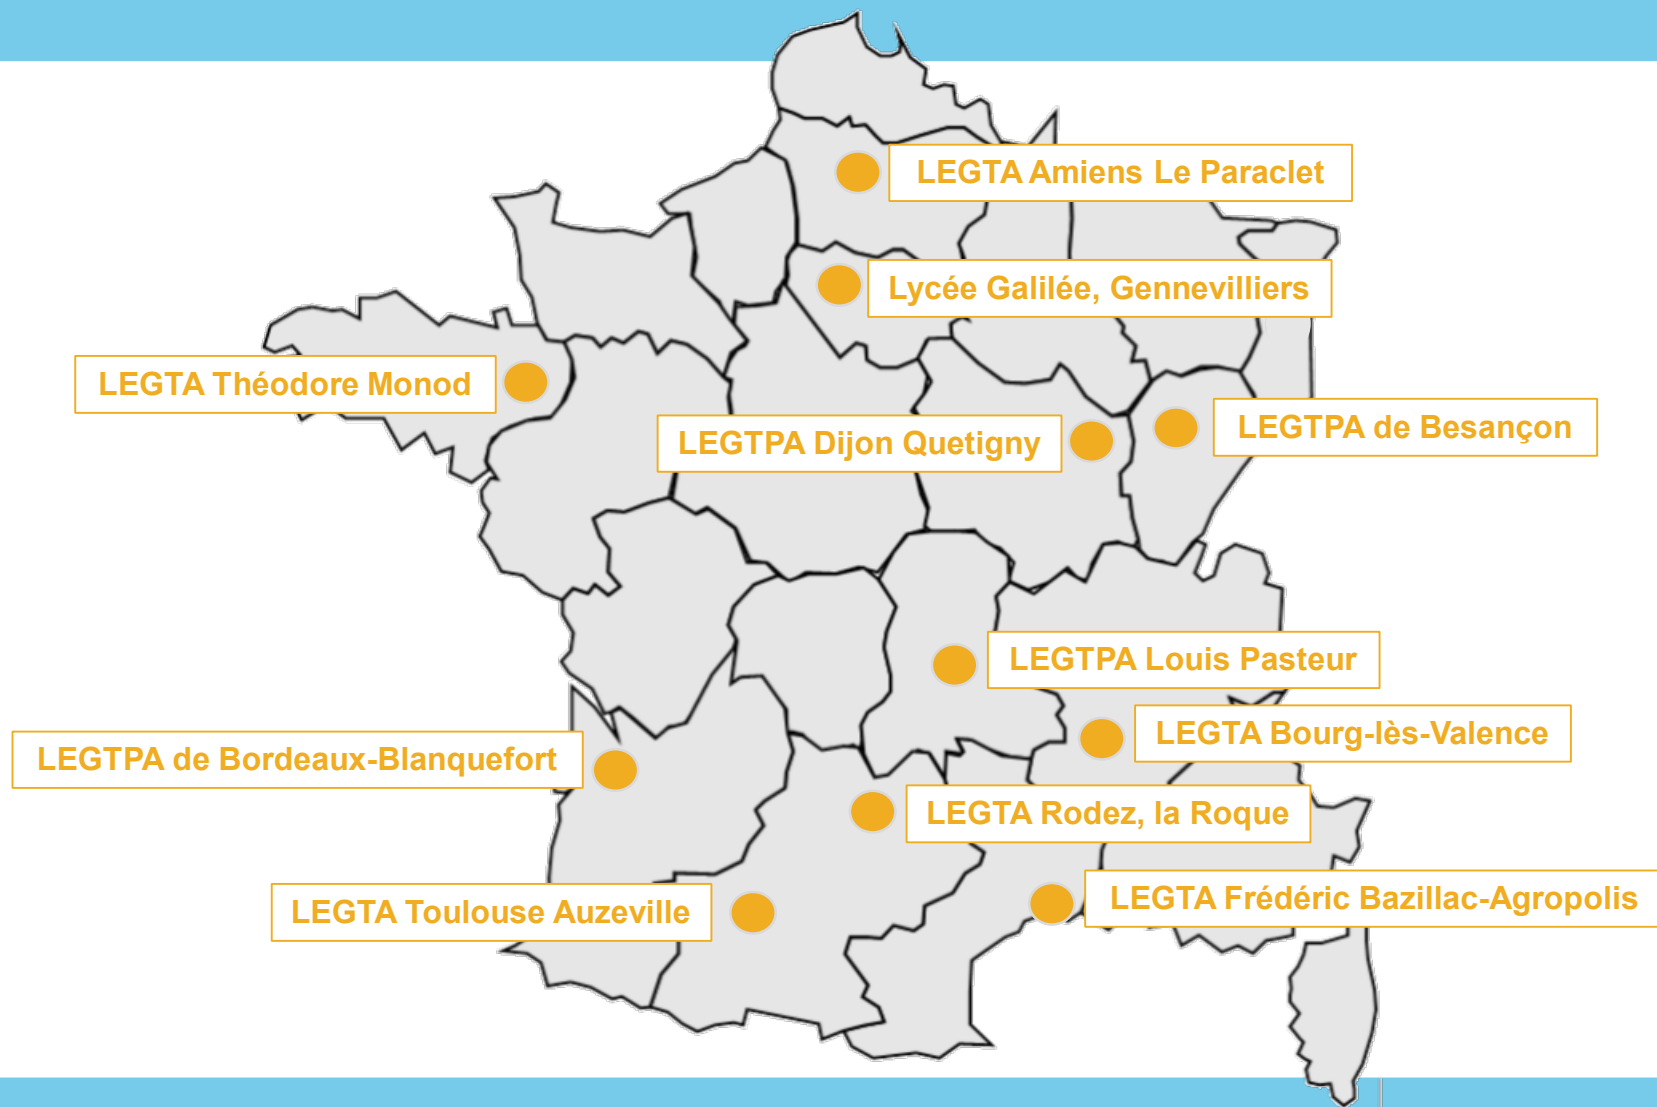 LEGTA Amiens Le Paraclet
Lycée Galilée, Gennevilliers
LEGTA Théodore Monod
LEGTPA Dijon Quetigny
LEGTPA de Besançon
LEGTPA Louis Pasteur
LEGTA Bourg-lès-Valence
LEGTPA de Bordeaux-Blanquefort
LEGTA Rodez, la Roque
LEGTA Toulouse Auzeville
LEGTA Frédéric Bazillac-Agropolis